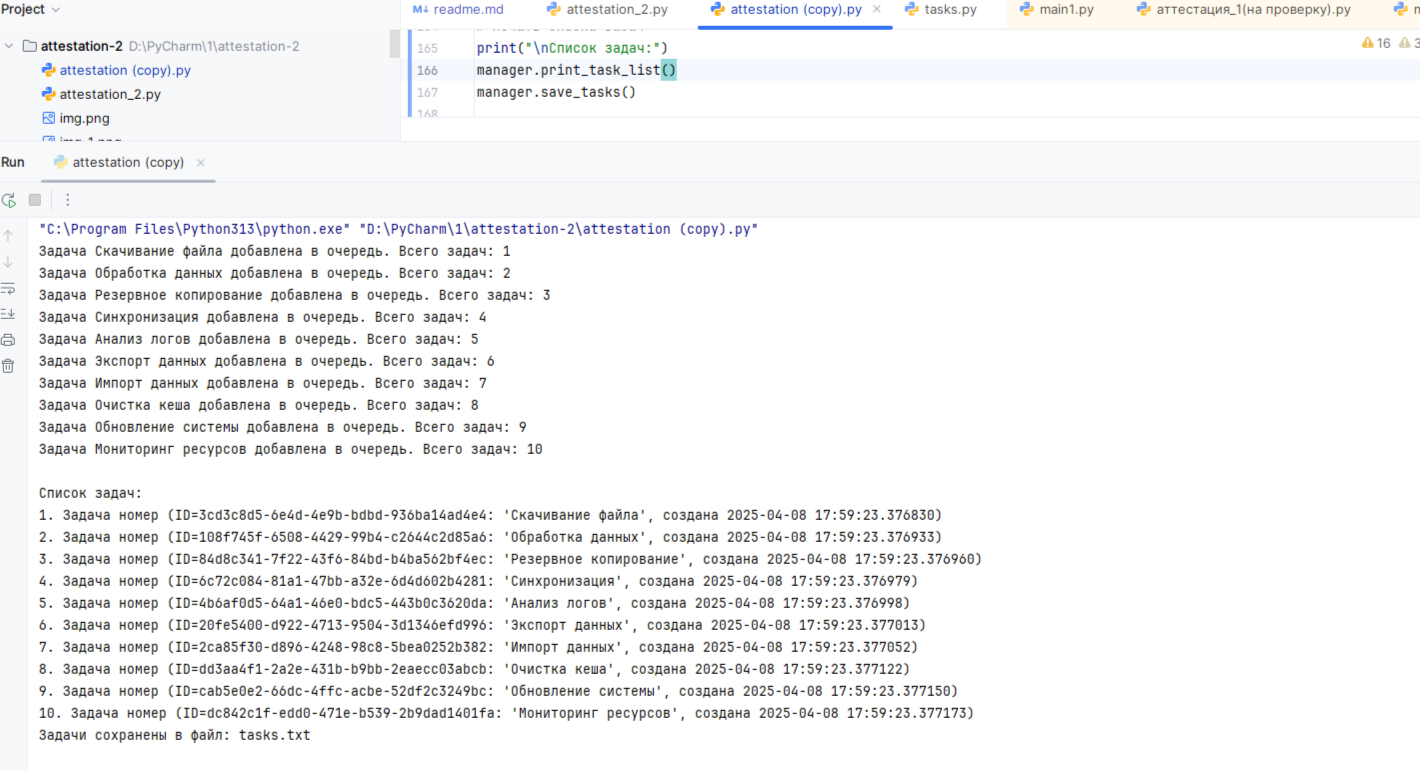 Project
readme.md
attestation_2.py
attestation (copy).py
tasks.py
main1.py
аттестация_1(на проверку).py
attestation-2 D:\PyCharm\1\attestation-2
attestation (copy).py
attestation_2.py
img.png
165 print("\nСписок задач:")
166 manager.print_task_list()
167 manager.save_tasks()
168
16
3
Run
attestation (copy)
"C:\Program Files\Python313\python.exe" "D:\PyCharm\1\attestation-2\attestation (copy).py"
Задача Скачивание файла добавлена в очередь. Всего задач: 1
Задача Обработка данных добавлена в очередь. Всего задач: 2
Задача Резервное копирование добавлена в очередь. Всего задач: 3
Задача Синхронизация добавлена в очередь. Всего задач: 4
Задача Анализ логов добавлена в очередь. Всего задач: 5
Задача Экспорт данных добавлена в очередь. Всего задач: 6
Задача Импорт данных добавлена в очередь. Всего задач: 7
Задача Очистка кеша добавлена в очередь. Всего задач: 8
Задача Обновление системы добавлена в очередь. Всего задач: 9
Задача Мониторинг ресурсов добавлена в очередь. Всего задач: 10
Список задач:
1. Задача номер (ID=3cd3c8d5-6e4d-4e9b-bdbd-936ba14ad4e4: 'Скачивание файла', создана 2025-04-08 17:59:23.376830)
2. Задача номер (ID=108f745f-6508-4429-99b4-c2644c2d85a6: 'Обработка данных', создана 2025-04-08 17:59:23.376933)
3. Задача номер (ID=84d8c341-7f22-43f6-84bd-b4ba562bf4ec: 'Резервное копирование', создана 2025-04-08 17:59:23.376960)
4. Задача номер (ID=6c72c084-81a1-47bb-a32e-6d4d602b4281: 'Синхронизация', создана 2025-04-08 17:59:23.376979)
5. Задача номер (ID=4b6af0d5-64a1-46e0-bdc5-443b0c3620da: 'Анализ логов', создана 2025-04-08 17:59:23.376998)
6. Задача номер (ID=20fe5400-d922-4713-9504-3d1346efd996: 'Экспорт данных', создана 2025-04-08 17:59:23.377013)
7. Задача номер (ID=2ca85f30-d896-4248-98c8-5bea0252b382: 'Импорт данных', создана 2025-04-08 17:59:23.377052)
8. Задача номер (ID=dd3aa4f1-2a2e-431b-b9bb-2eaecc03abcb: 'Очистка кеша', создана 2025-04-08 17:59:23.377122)
9. Задача номер (ID=cab5e0e2-66dc-4ffc-acbe-52df2c3249bc: 'Обновление системы', создана 2025-04-08 17:59:23.377150)
10. Задача номер (ID=dc842c1f-edd0-471e-b539-2b9dad1401fa: 'Мониторинг ресурсов', создана 2025-04-08 17:59:23.377173)
Задачи сохранены в файл: tasks.txt